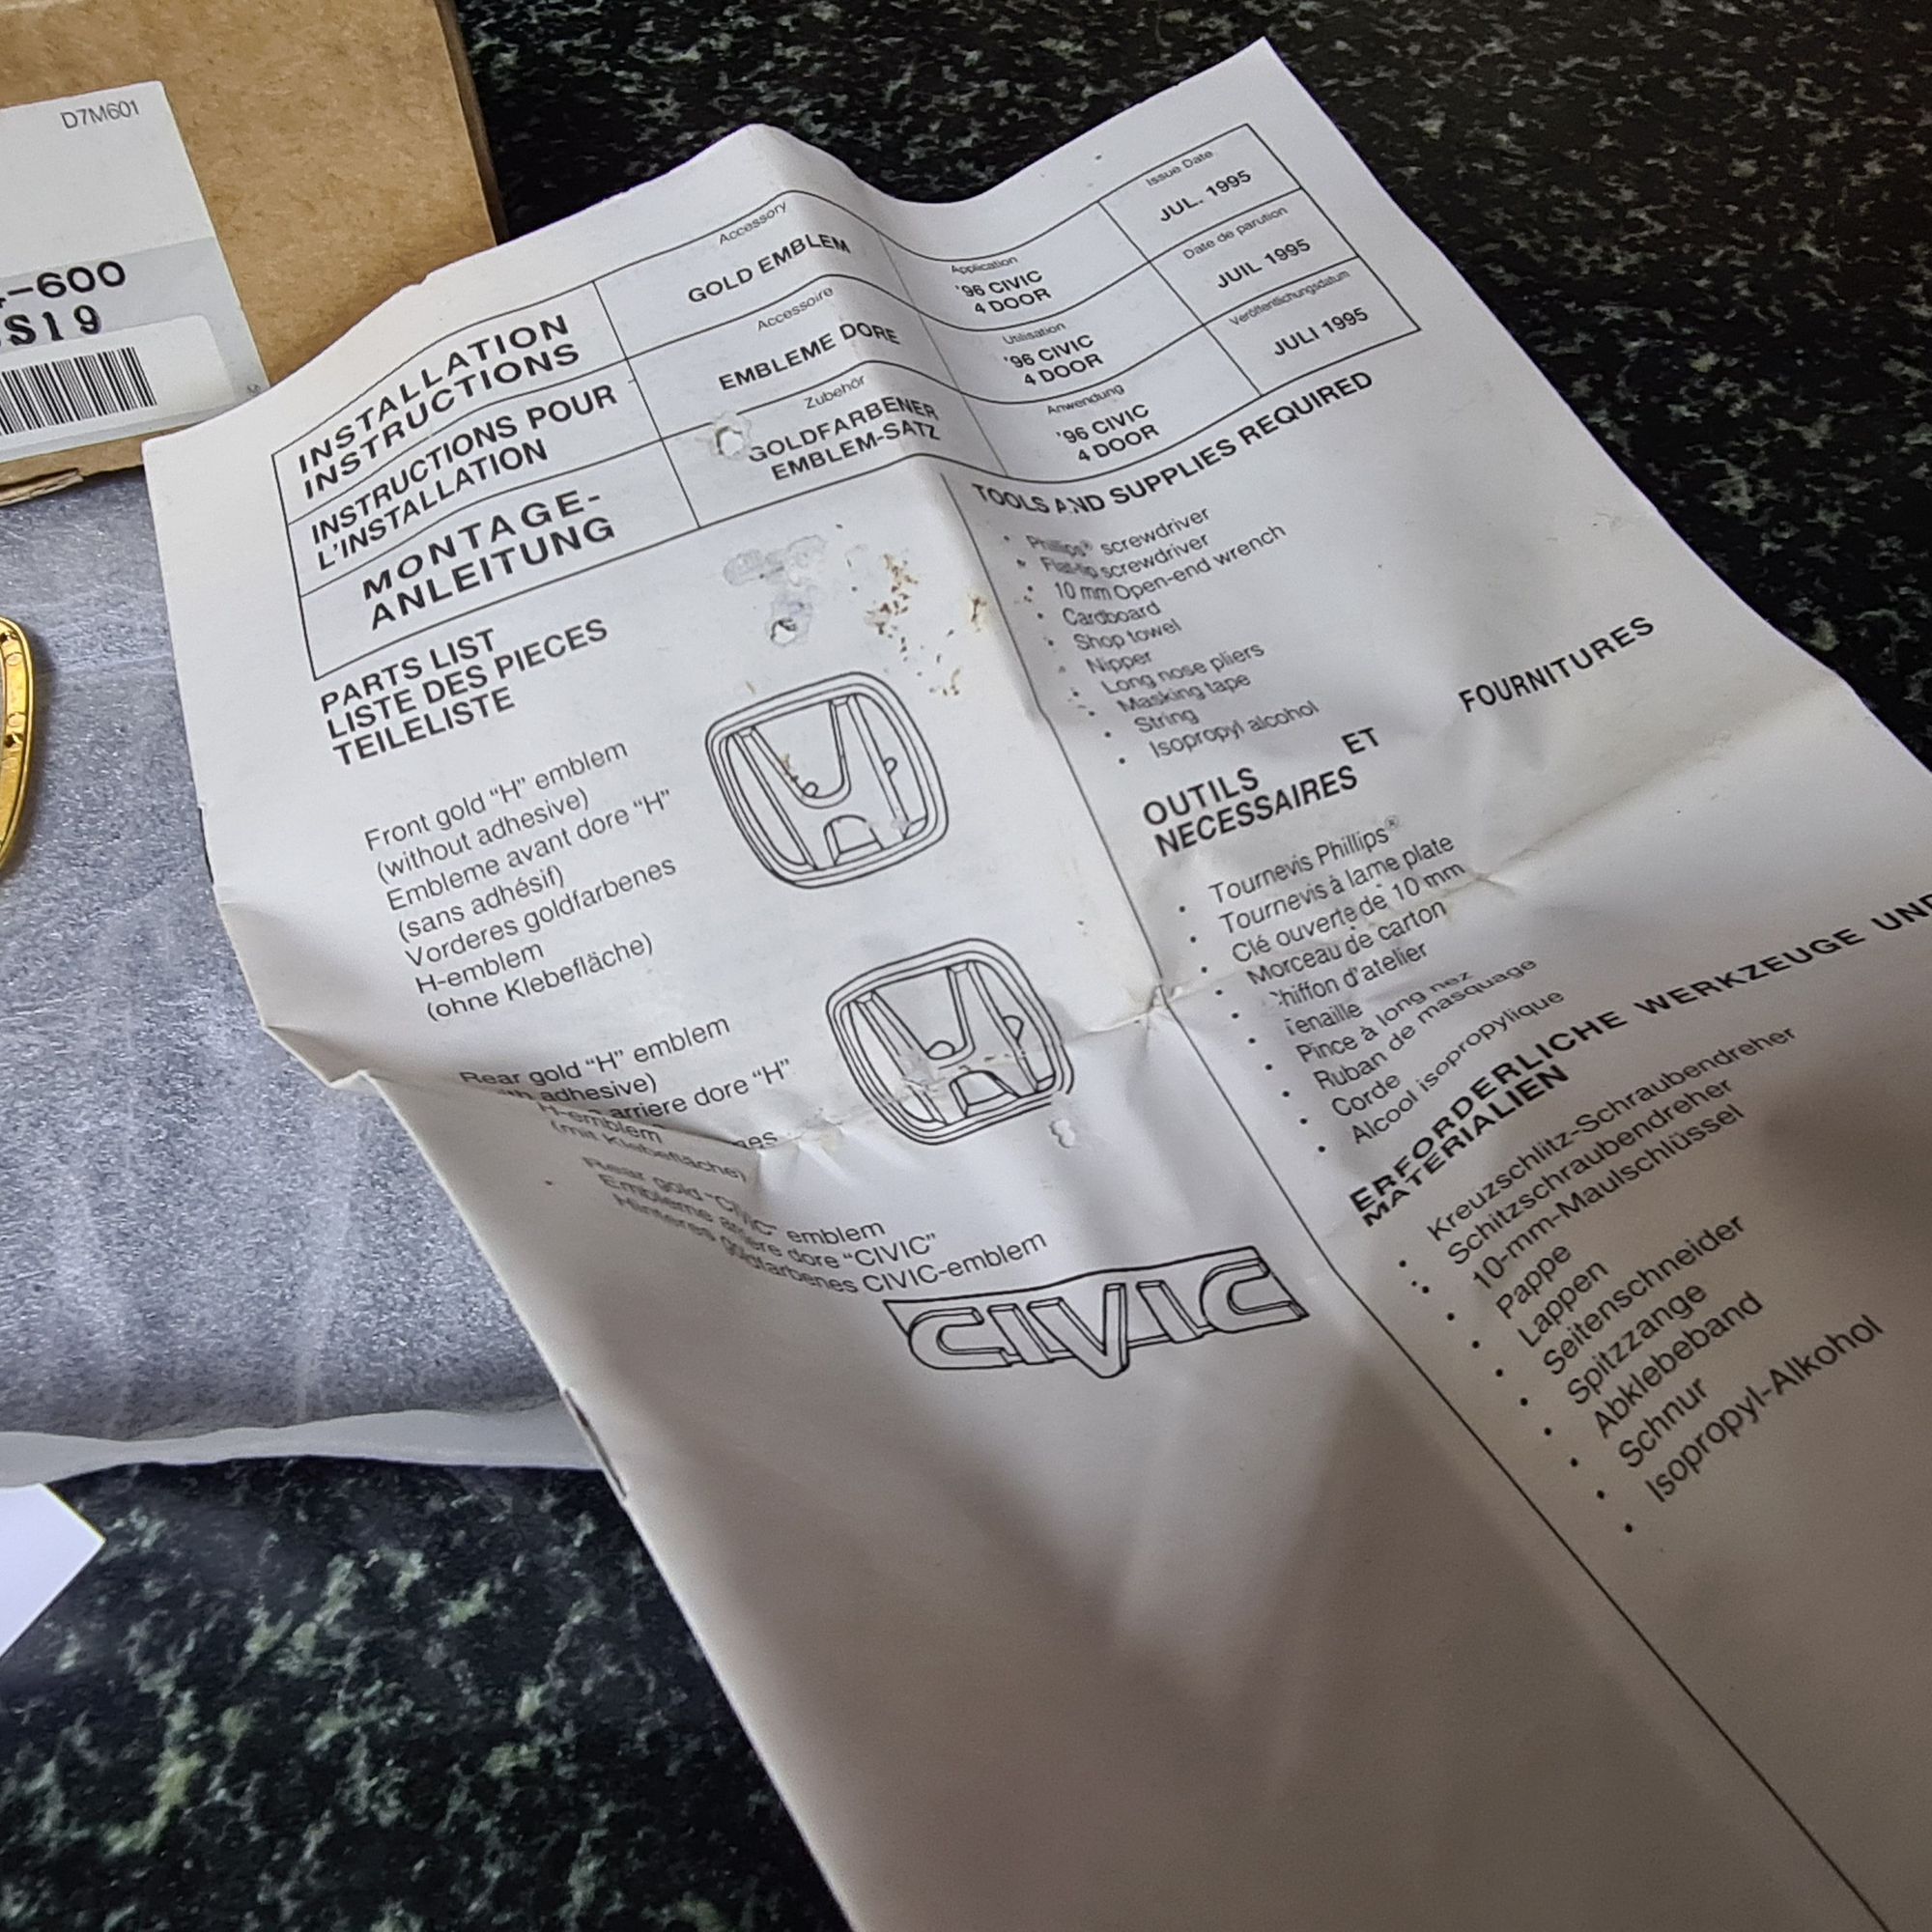 D7M601
-600
S19
INSTALLATION
INSTRUCTIONS
Accessory
GOLD EMBLEM
Application
'96 CIVIC
4 DOOR
Issue Date
JUL. 1995
INSTRUCTIONS POUR
L'INSTALLATION
Accessoire
EMBLEME DORE
Utilisation
'96 CIVIC
4 DOOR
Date de parution
JUIL 1995
MONTAGE-
ANLEITUNG
Zubehör
GOLDFARBENER
EMBLEM-SATZ
Anwendung
'96 CIVIC
4 DOOR
Veröffentlichungsdatum
JULI 1995
PARTS LIST
LISTE DES PIECES
TEILELISTE
Front gold “H” emblem
(without adhesive)
Embleme avant dore “H”
(sans adhésif)
Vorderes goldfarbenes
H-emblem
(ohne Klebefläche)
Rear gold “H” emblem
adhesive)
arriere dore “H”
H-emblem
(mit Klebefläche)
Rear gold “CIVIC” emblem
Embleme arriere dore “CIVIC”
Hinteres goldfarbenes CIVIC-emblem
CIVIC
TOOLS AND SUPPLIES REQUIRED
• Phillips® screwdriver
• Flat-tip screwdriver
• 10 mm Open-end wrench
• Cardboard
• Shop towel
• Nipper
• Long nose pliers
• Masking tape
• String
• Isopropyl alcohol
OUTILS ET FOURNITURES
NECESSAIRES
• Tournevis Phillips®
• Tournevis à lame plate
• Clé ouverte de 10 mm
• Morceau de carton
• Chiffon d'atelier
• Tenaille
• Pince à long nez
• Ruban de masquage
• Corde
• Alcool isopropylique
ERFORDERLICHE WERKZEUGE UND
MATERIALIEN
• Kreuzschlitz-Schraubendreher
• Schitzschraubendreher
• 10-mm-Maulschlüssel
• Pappe
• Lappen
• Seitenschneider
• Spitzzange
• Abklebeband
• Schnur
• Isopropyl-Alkohol